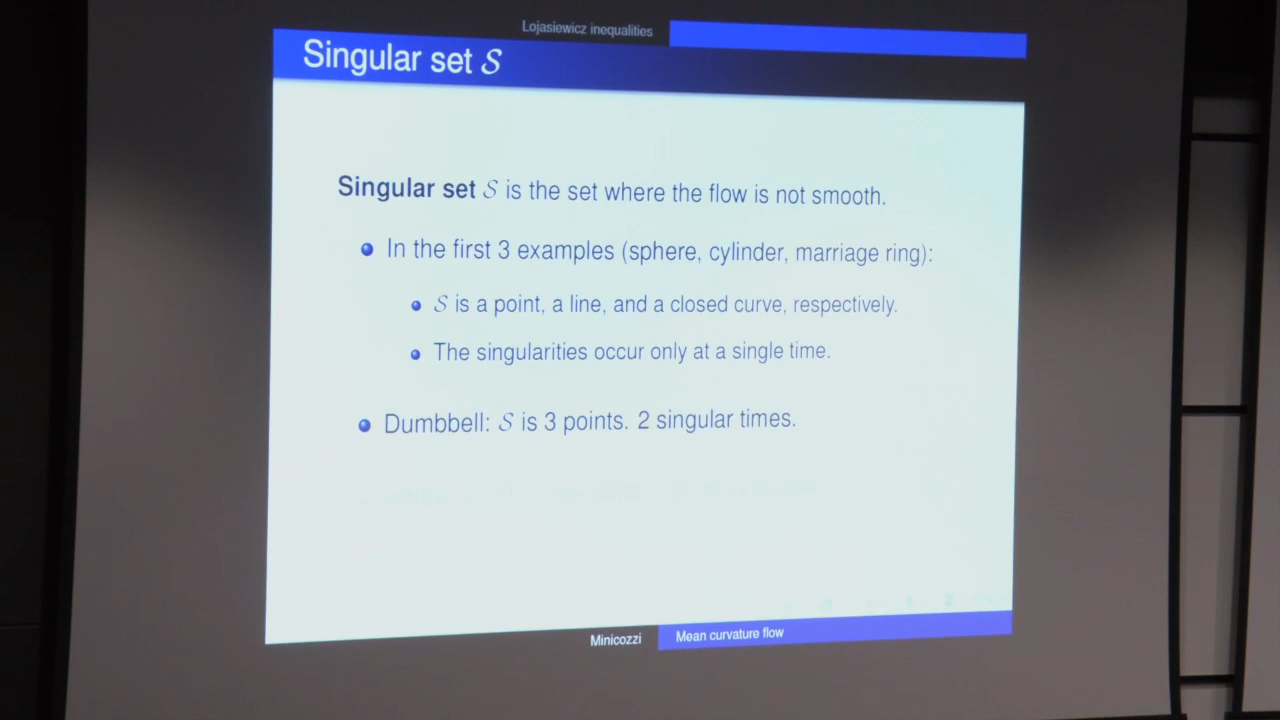 Lojasiewicz inequalities
Singular set 𝒮
Singular set 𝒮 is the set where the flow is not smooth.
In the first 3 examples (sphere, cylinder, marriage ring):
𝒮 is a point, a line, and a closed curve, respectively.
The singularities occur only at a single time.
Dumbbell: 𝒮 is 3 points. 2 singular times.
Minicozzi Mean curvature flow